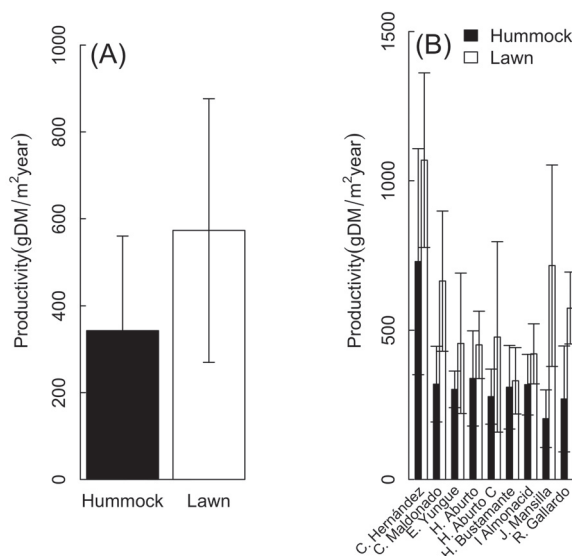 (A)
Productivity(gDM/m²year)
1000
800
600
400
200
0
Hummock Lawn
(B)
Hummock
Lawn
Productivity(gDM/m²year)
1500
1000
500
0
C. Hernández
C. Maldonado
E. Yungue
H. Aburto
H. Aburto C
H. Bustamante
I Almonacid
J. Mansilla
R. Gallardo